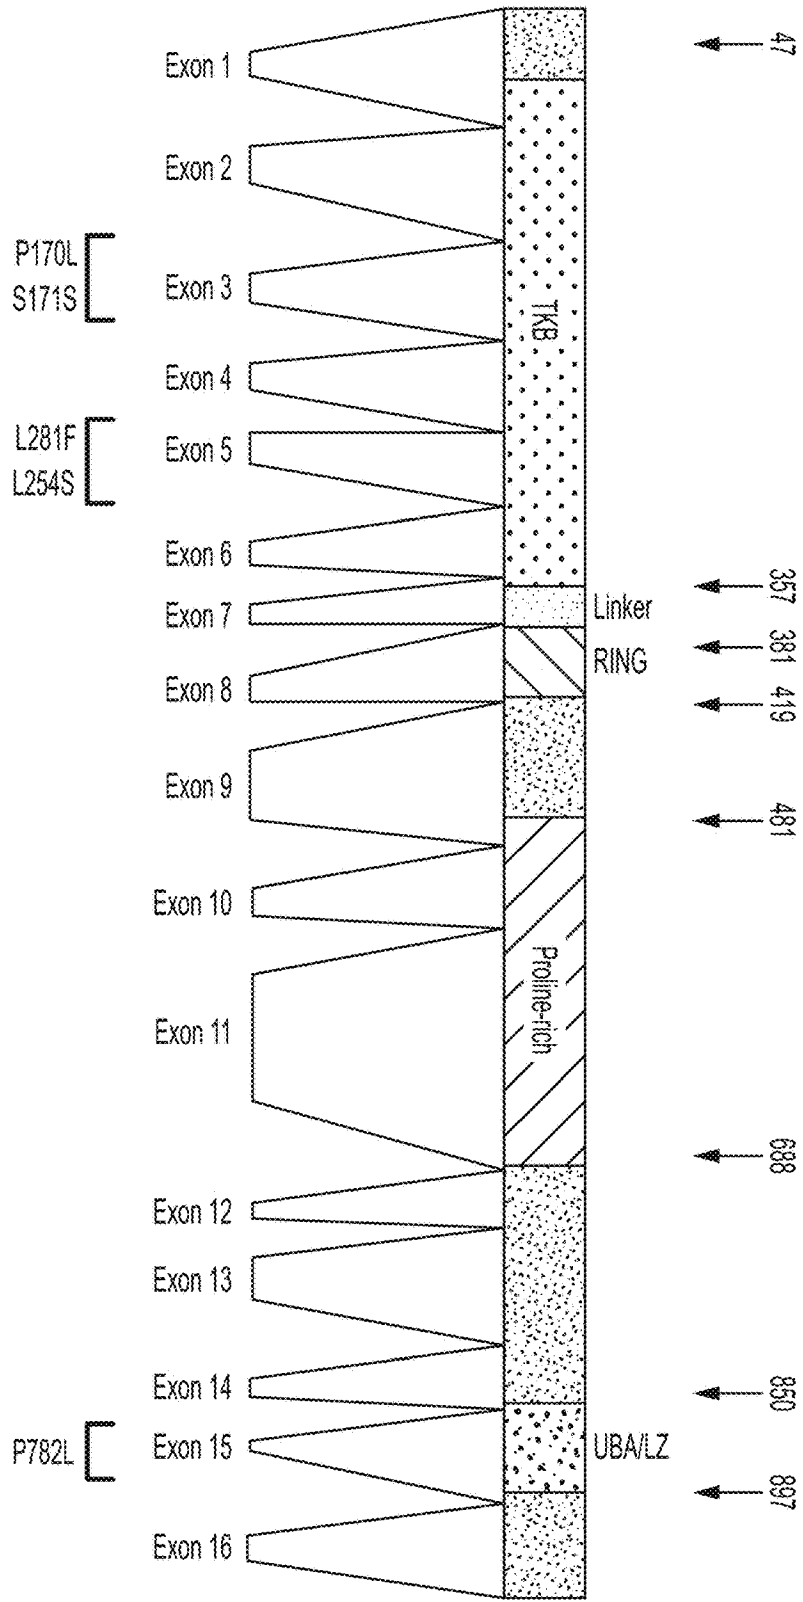 47
Exon 1
Exon 2
P170L
S171S
Exon 3
TKB
Exon 4
L281F
L254S
Exon 5
Exon 6
357
Exon 7
Linker
381
RING
Exon 8
419
Exon 9
481
Exon 10
Proline-rich
Exon 11
688
Exon 12
Exon 13
Exon 14
850
P782L
Exon 15
UBA/LZ
897
Exon 16